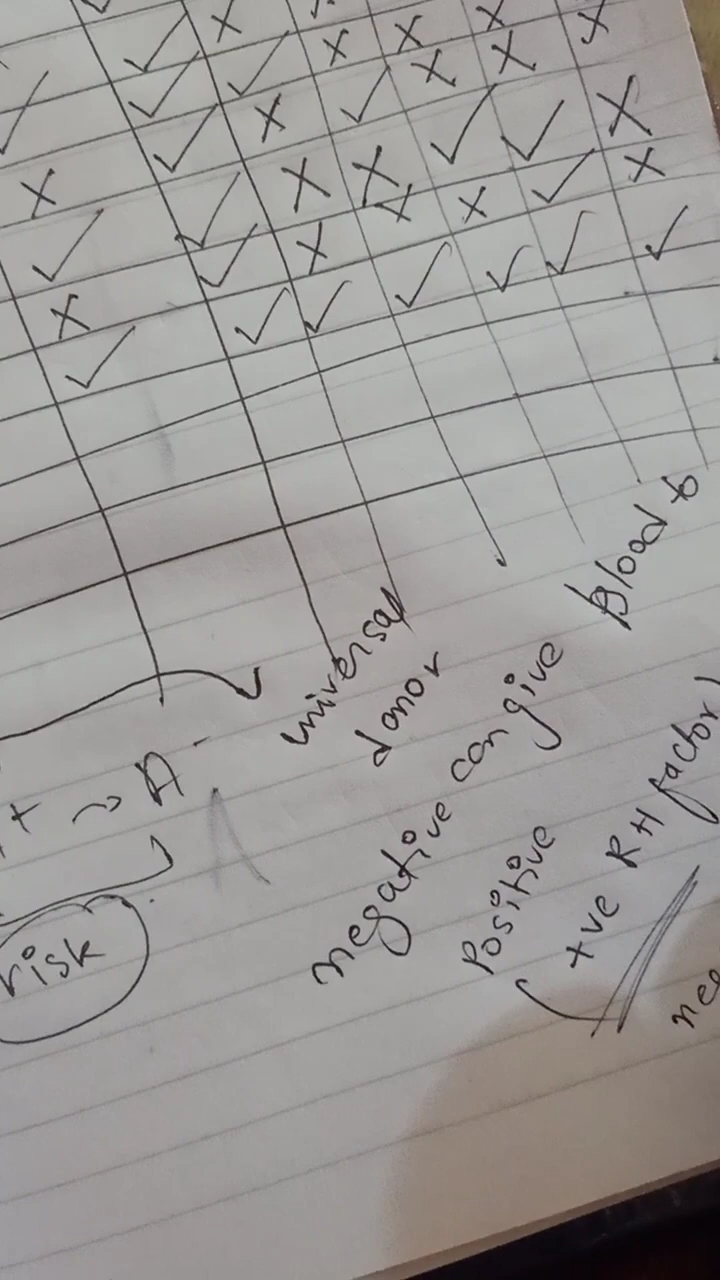 ✓ X X X X
✓ ✓ ✓ X X X
✓ X ✓ X X
X ✓ X X ✓ ✓ X
✓ ✓ X X X ✓ X
X ✓ ✓ ✓ ✓ ✓ ✓
✓
universal
donor
+ → A-
risk
negative can give Blood to
Positive
(+ve RH factor)